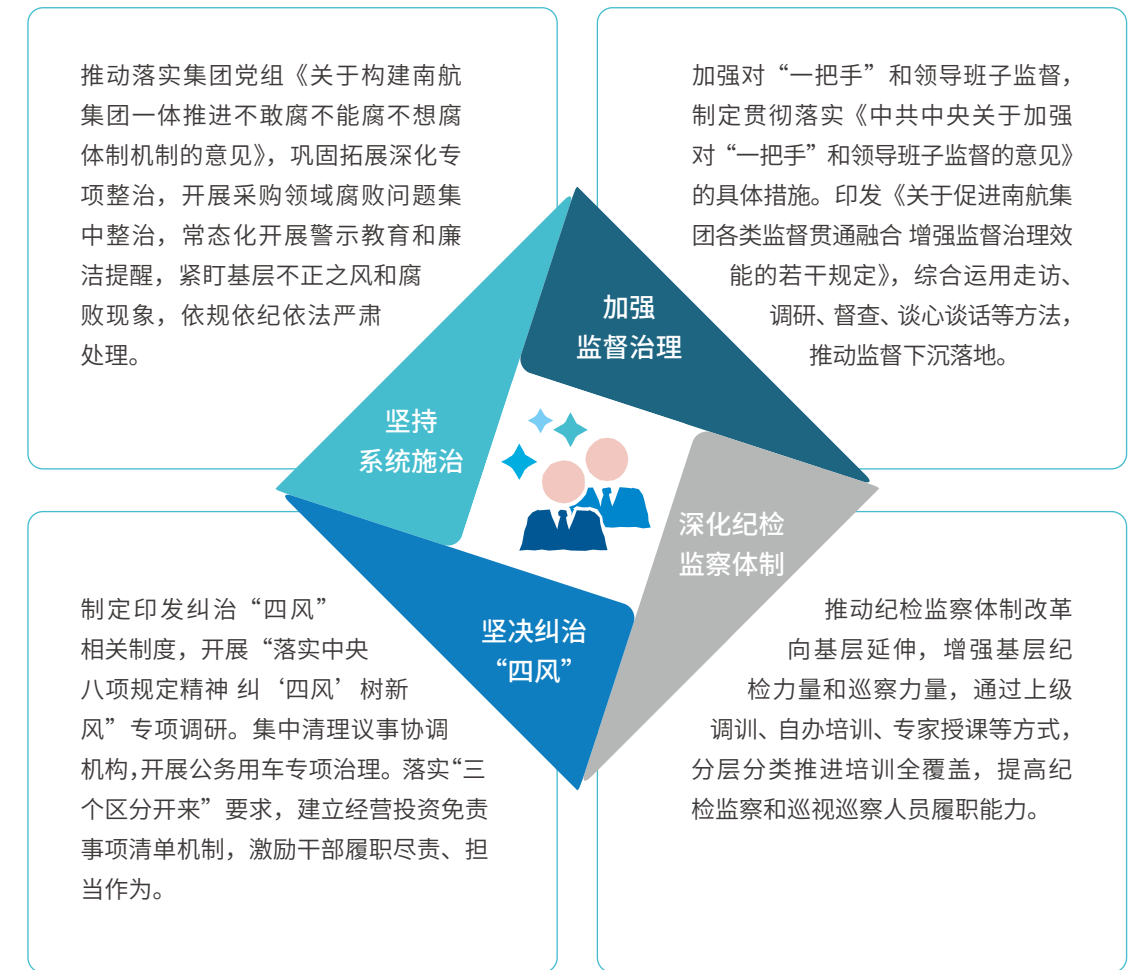 推动落实集团党组《关于构建南航
集团一体推进不敢腐不能腐不想腐
体制机制的意见》，巩固拓展深化专
项整治，开展采购领域腐败问题集
中整治，常态化开展警示教育和廉
洁提醒，紧盯基层不正之风和腐
败现象，依规依纪依法严肃
处理。
坚持
系统施治
加强对“一把手”和领导班子监督，
制定贯彻落实《中共中央关于加强
对“一把手”和领导班子监督的意见》
的具体措施。印发《关于促进南航集
团各类监督贯通融合 增强监督治理效
能的若干规定》，综合运用走访、
调研、督查、谈心谈话等方法，
推动监督下沉落地。
加强
监督治理
制定印发纠治“四风”
相关制度，开展“落实中央
八项规定精神 纠‘四风’树新
风”专项调研。集中清理议事协调
机构，开展公务用车专项治理。落实“三
个区分开来”要求，建立经营投资免责
事项清单机制，激励干部履职尽责、担
当作为。
坚决纠治
“四风”
深化纪检
监察体制
推动纪检监察体制改革
向基层延伸，增强基层纪
检力量和巡察力量，通过上级
调训、自办培训、专家授课等方式，
分层分类推进培训全覆盖，提高纪
检监察和巡视巡察人员履职能力。